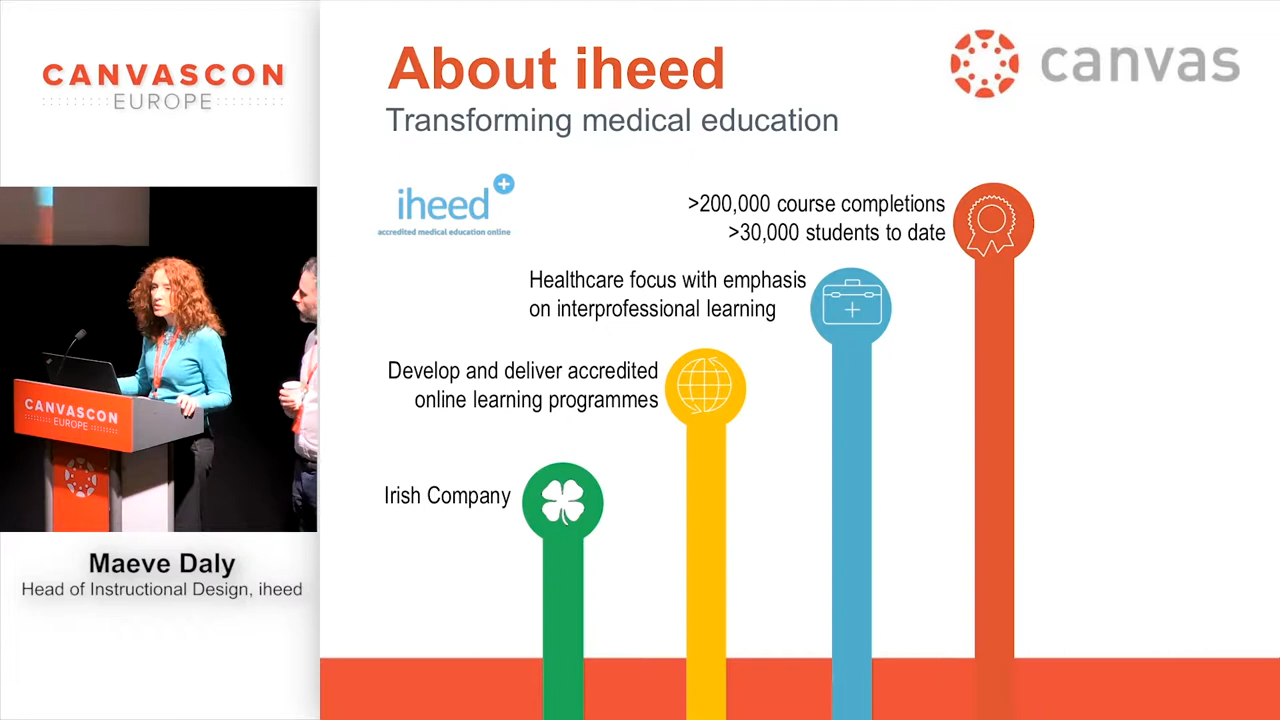 CANVASCON
EUROPE
CANVASCON
EUROPE
Maeve Daly
Head of Instructional Design, iheed
About iheed
Transforming medical education
canvas
iheed
accredited medical education online
>200,000 course completions
>30,000 students to date
Healthcare focus with emphasis
on interprofessional learning
Develop and deliver accredited
online learning programmes
Irish Company